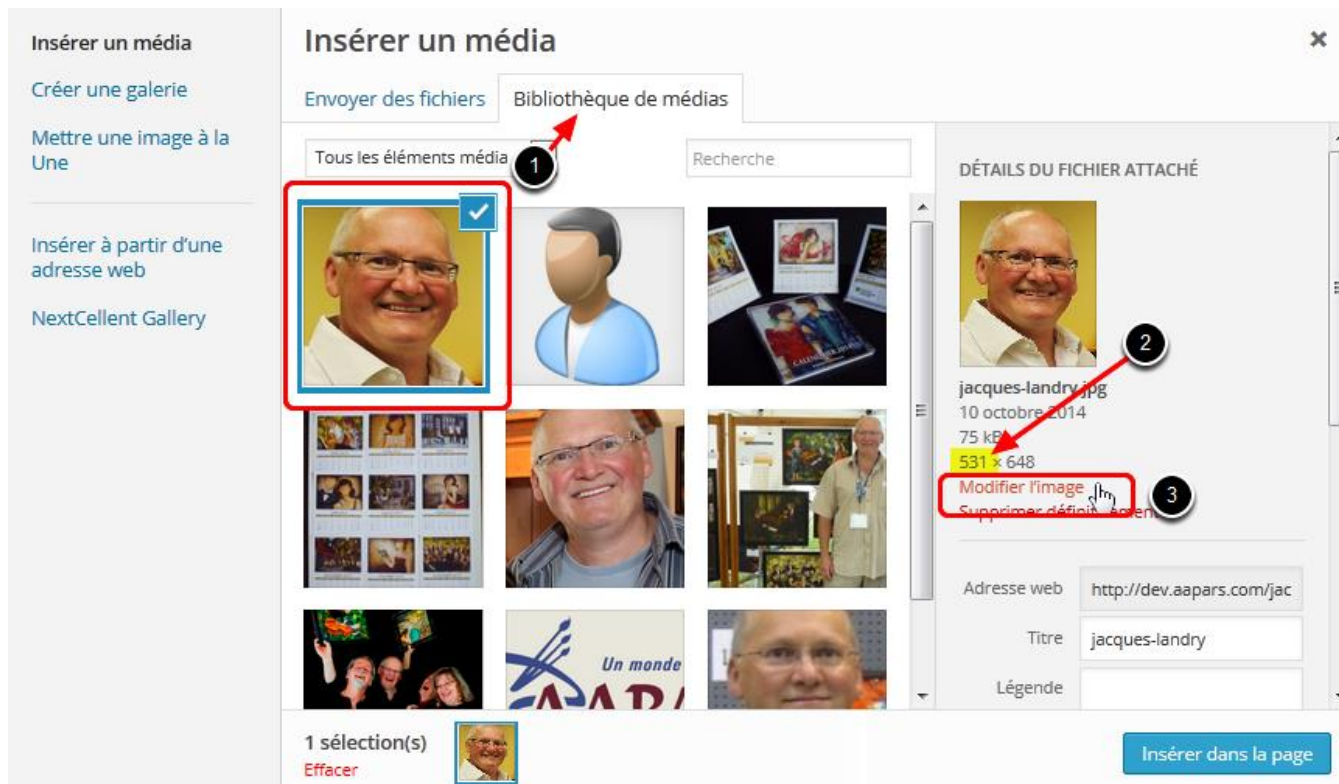 Insérer un média
Créer une galerie
Mettre une image à la
Une
Insérer à partir d'une
adresse web
NextCellent Gallery
Insérer un média
Envoyer des fichiers
Bibliothèque de médias
Tous les éléments média
1
Recherche
CALENDRIER
Un monde
DÉTAILS DU FICHIER ATTACHÉ
2
jacques-landry.jpg
10 octobre 2014
75 kB
531 × 648
Modifier l'image
3
Supprimer
Adresse web
http://dev.aapars.com/jac
Titre
jacques-landry
Légende
1 sélection(s)
Effacer
Insérer dans la page